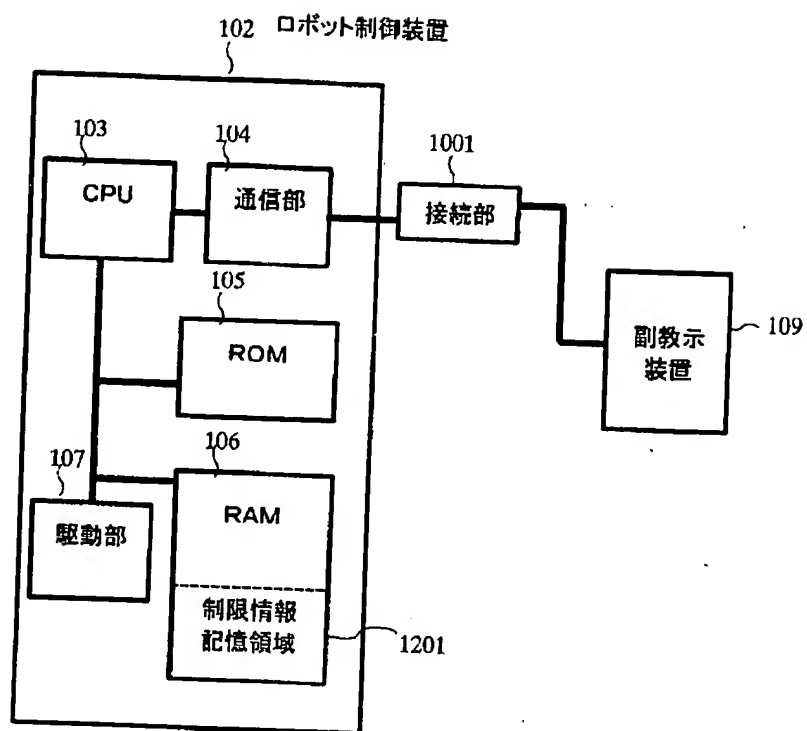 102 ロボット制御装置
103
104
1001
CPU
通信部
接続部
105
ROM
副教示
装置
109
106
107
RAM
駆動部
制限情報
記憶領域
1201